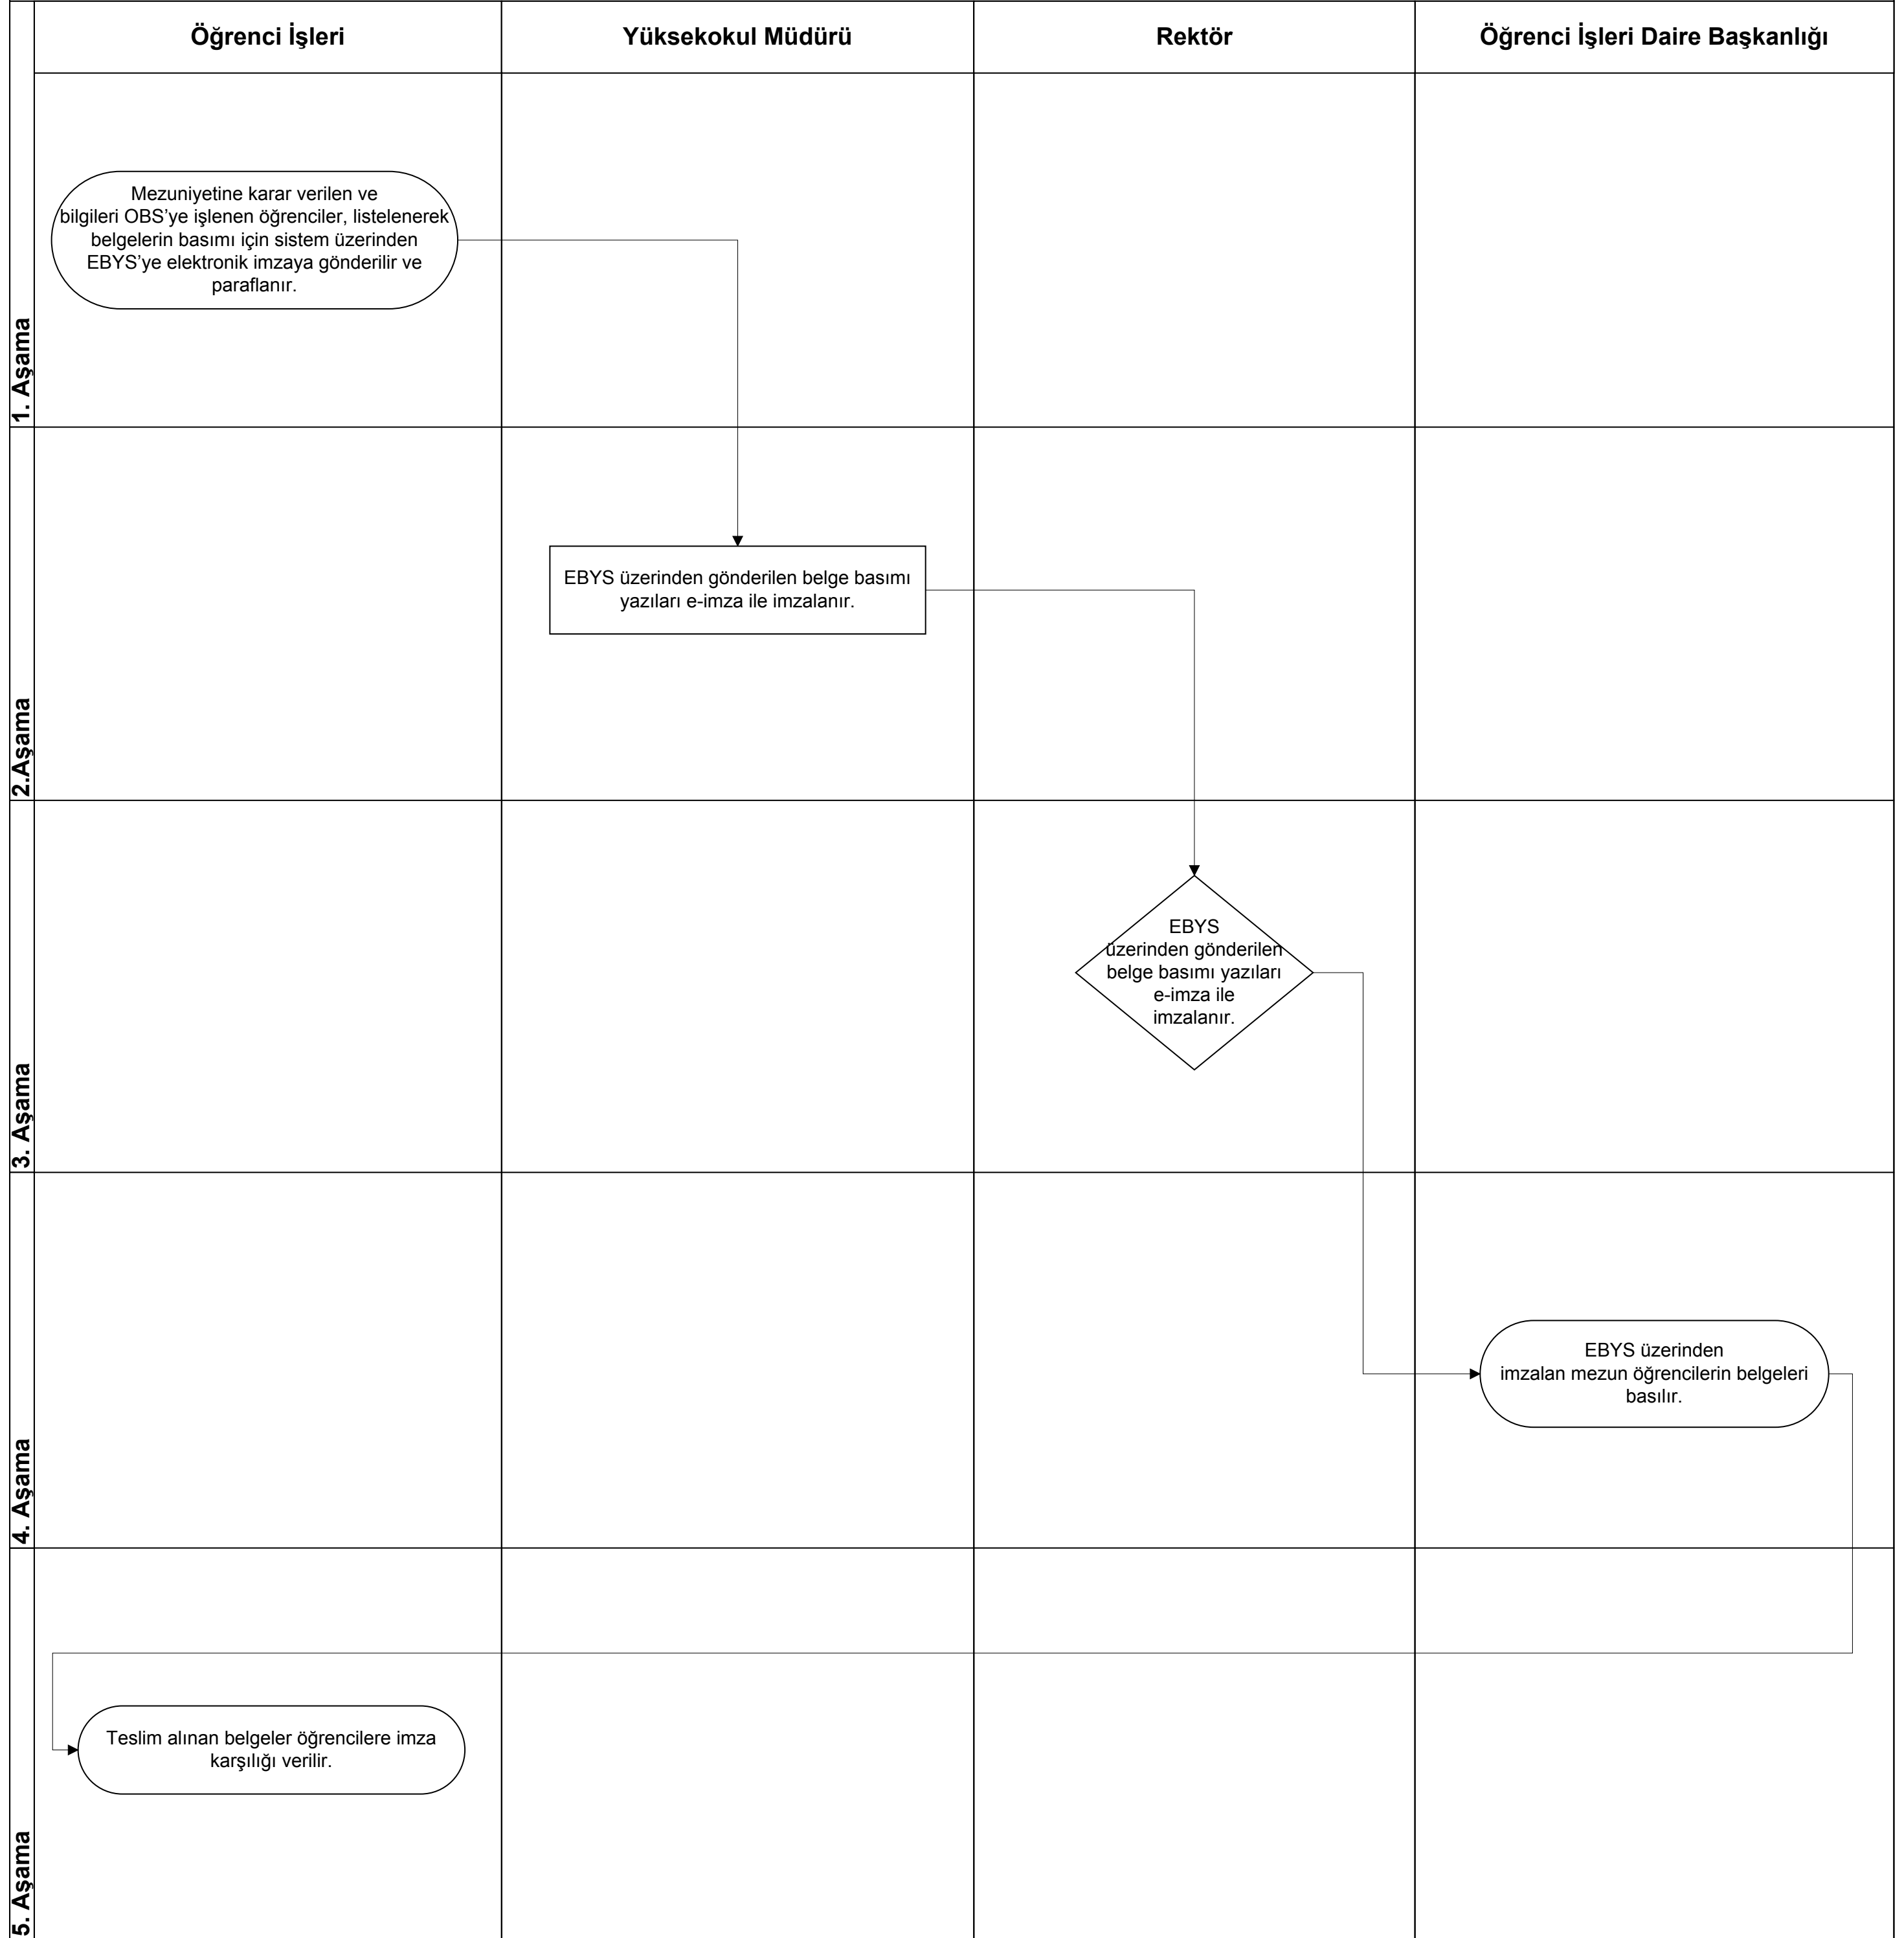 Öğrenci İşleri
Yüksekokul Müdürü
Rektör
Öğrenci İşleri Daire Başkanlığı
1. Aşama
Mezuniyetine karar verilen ve
bilgileri OBS’ye işlenen öğrenciler, listelenerek
belgelerin basımı için sistem üzerinden
EBYS’ye elektronik imzaya gönderilir ve
paraflanır.
2.Aşama
EBYS üzerinden gönderilen belge basımı
yazıları e-imza ile imzalanır.
3. Aşama
EBYS
üzerinden gönderilen
belge basımı yazıları
e-imza ile
imzalanır.
4. Aşama
EBYS üzerinden
imzalan mezun öğrencilerin belgeleri
basılır.
5. Aşama
Teslim alınan belgeler öğrencilere imza
karşılığı verilir.